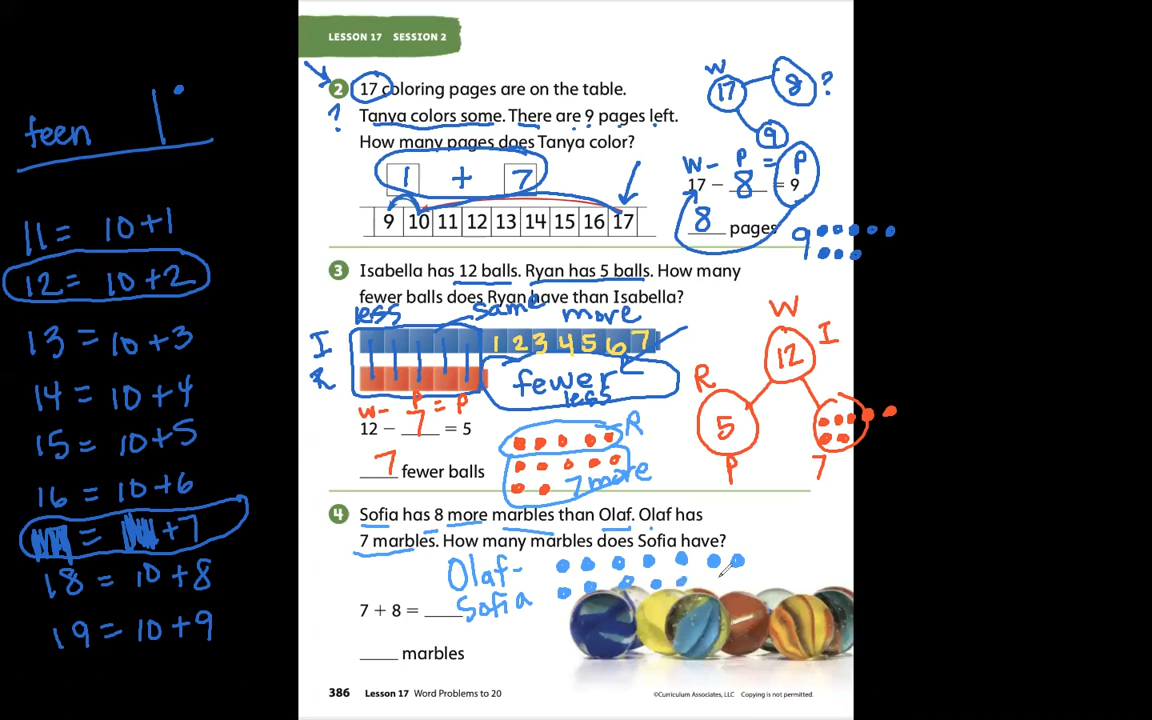 LESSON 17 SESSION 2
teen 1
11 = 10+1
12 = 10+2
13 = 10+3
14 = 10+4
15 = 10+5
16 = 10+6
= +7
18 = 10+8
19 = 10+9
2 17 coloring pages are on the table.
? Tanya colors some. There are 9 pages left.
How many pages does Tanya color?
1 + 7
9 10 11 12 13 14 15 16 17
W
17 8 ?
9
W - P = P
17 - 8 = 9
8 pages
9
3 Isabella has 12 balls. Ryan has 5 balls. How many
fewer balls does Ryan have than Isabella?
less same more
I 1 2 3 4 5 6 7
R fewer
less
W - P = P
12 - 7 = 5
7 fewer balls
R
7 more
W
12 I
R
5
P 7
4 Sofia has 8 more marbles than Olaf. Olaf has
7 marbles. How many marbles does Sofia have?
Olaf-
Sofia
7 + 8 = ____
____ marbles
386 Lesson 17 Word Problems to 20
©Curriculum Associates, LLC Copying is not permitted.